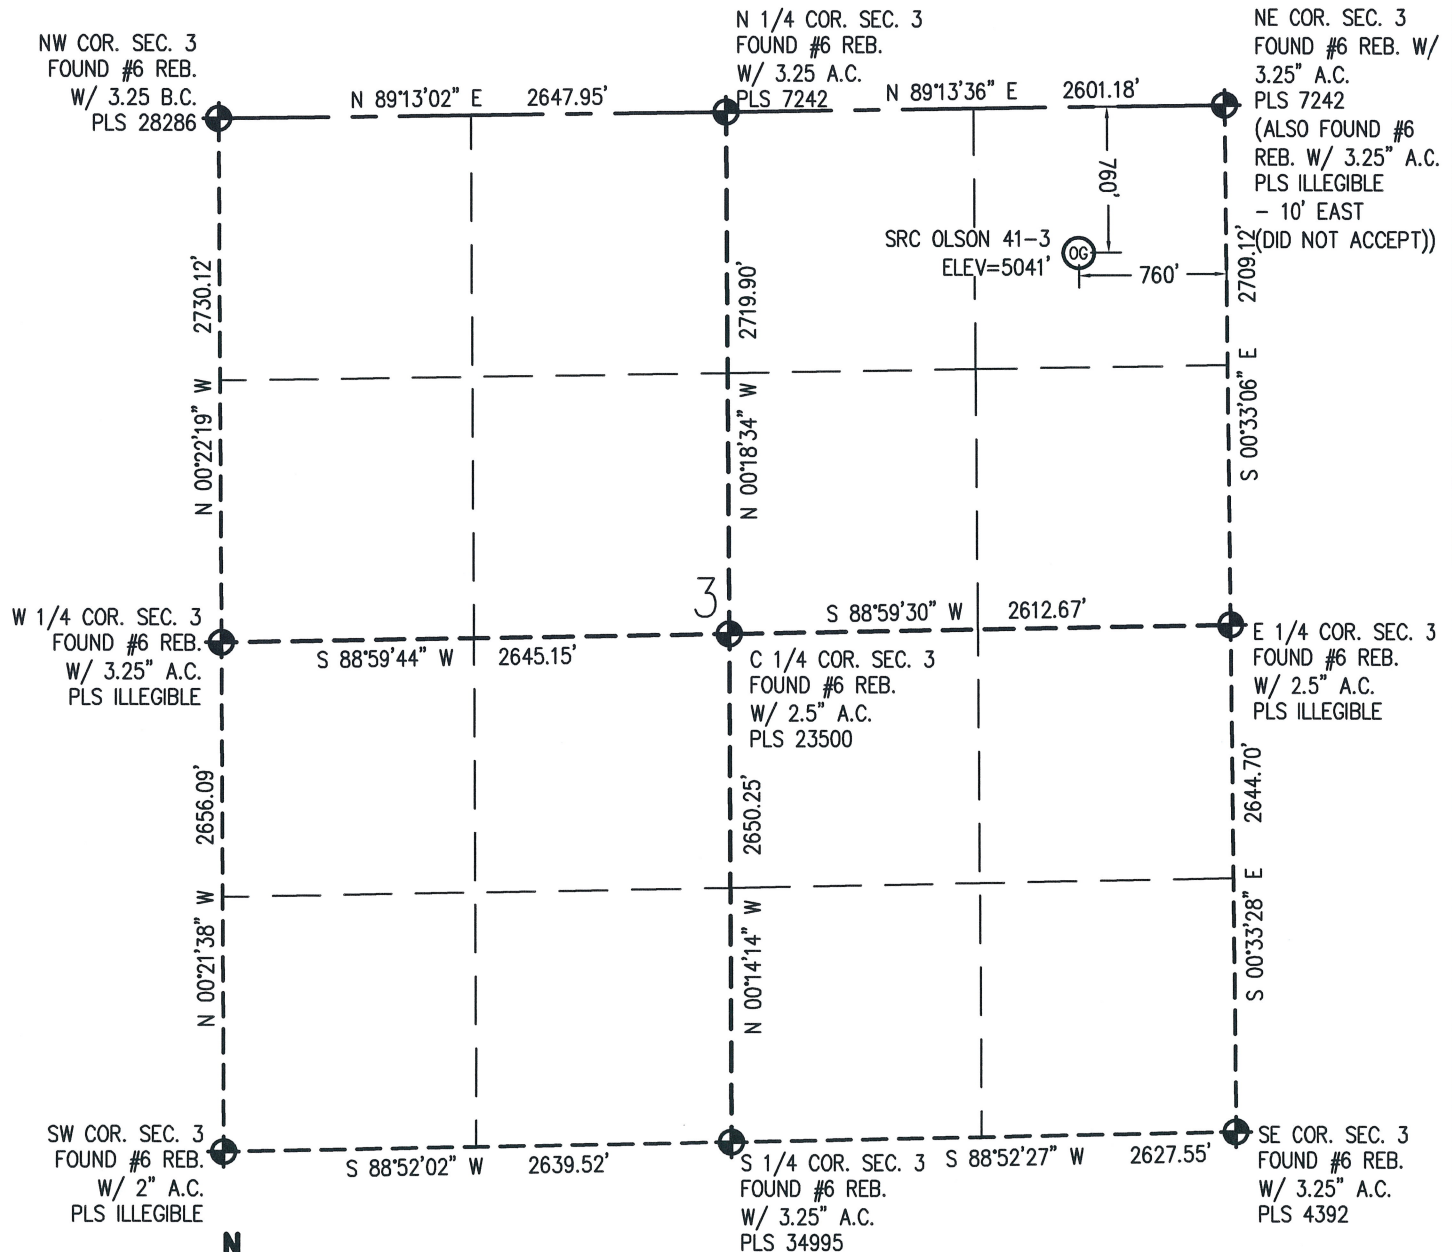 NW COR. SEC. 3
FOUND #6 REB.
W/ 3.25 B.C.
PLS 28286
N 89°13'02" E 2647.95'
N 1/4 COR. SEC. 3
FOUND #6 REB.
W/ 3.25 A.C.
PLS 7242
N 89°13'36" E 2601.18'
NE COR. SEC. 3
FOUND #6 REB. W/
3.25" A.C.
PLS 7242
(ALSO FOUND #6
REB. W/ 3.25" A.C.
PLS ILLEGIBLE
- 10' EAST
(DID NOT ACCEPT))
760'
SRC OLSON 41-3
ELEV=5041'
OG
760'
2730.12'
N 00°22'19" W
2719.90'
N 00°18'34" W
2709.12'
S 00°33'06" E
3
W 1/4 COR. SEC. 3
FOUND #6 REB.
W/ 3.25" A.C.
PLS ILLEGIBLE
S 88°59'44" W 2645.15'
S 88°59'30" W 2612.67'
C 1/4 COR. SEC. 3
FOUND #6 REB.
W/ 2.5" A.C.
PLS 23500
E 1/4 COR. SEC. 3
FOUND #6 REB.
W/ 2.5" A.C.
PLS ILLEGIBLE
2656.09'
N 00°21'38" W
2650.25'
N 00°14'14" W
2644.70'
S 00°33'28" E
SW COR. SEC. 3
FOUND #6 REB.
W/ 2" A.C.
PLS ILLEGIBLE
S 88°52'02" W 2639.52'
S 1/4 COR. SEC. 3
FOUND #6 REB.
W/ 3.25" A.C.
PLS 34995
S 88°52'27" W 2627.55'
SE COR. SEC. 3
FOUND #6 REB.
W/ 3.25" A.C.
PLS 4392
N